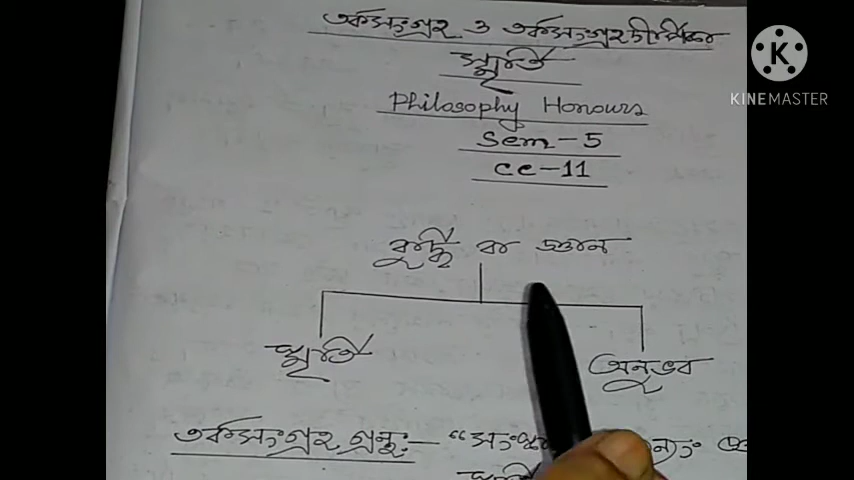 তর্কসংগ্রহ ও তর্কসংগ্রহদীপিকা
স্মৃতি
Philosophy Honours
Sem-5
CC-11
KINEMASTER
বুদ্ধি বা জ্ঞান
স্মৃতি অনুভব
তর্কসংগ্রহ গ্রন্থঃ— “